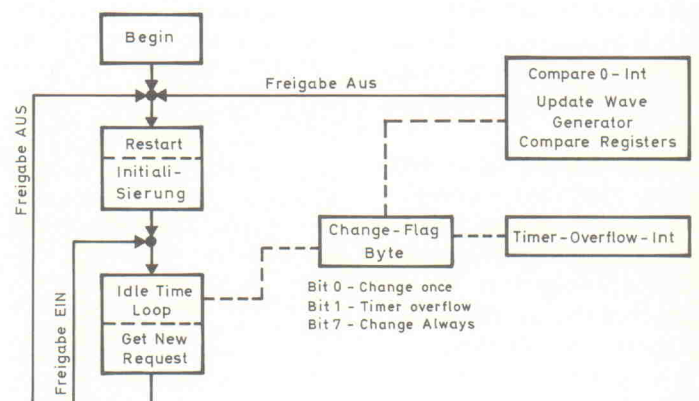 Begin
Freigabe Aus
Compare 0 - Int
Update Wave
Generator
Compare Registers
Freigabe AUS
Restart
Initiali-
Sierung
Change-Flag
Byte
Timer-Overflow-Int
Idle Time
Loop
Get New
Request
Bit 0 - Change once
Bit 1 - Timer overflow
Bit 7 - Change Always
Freigabe EIN